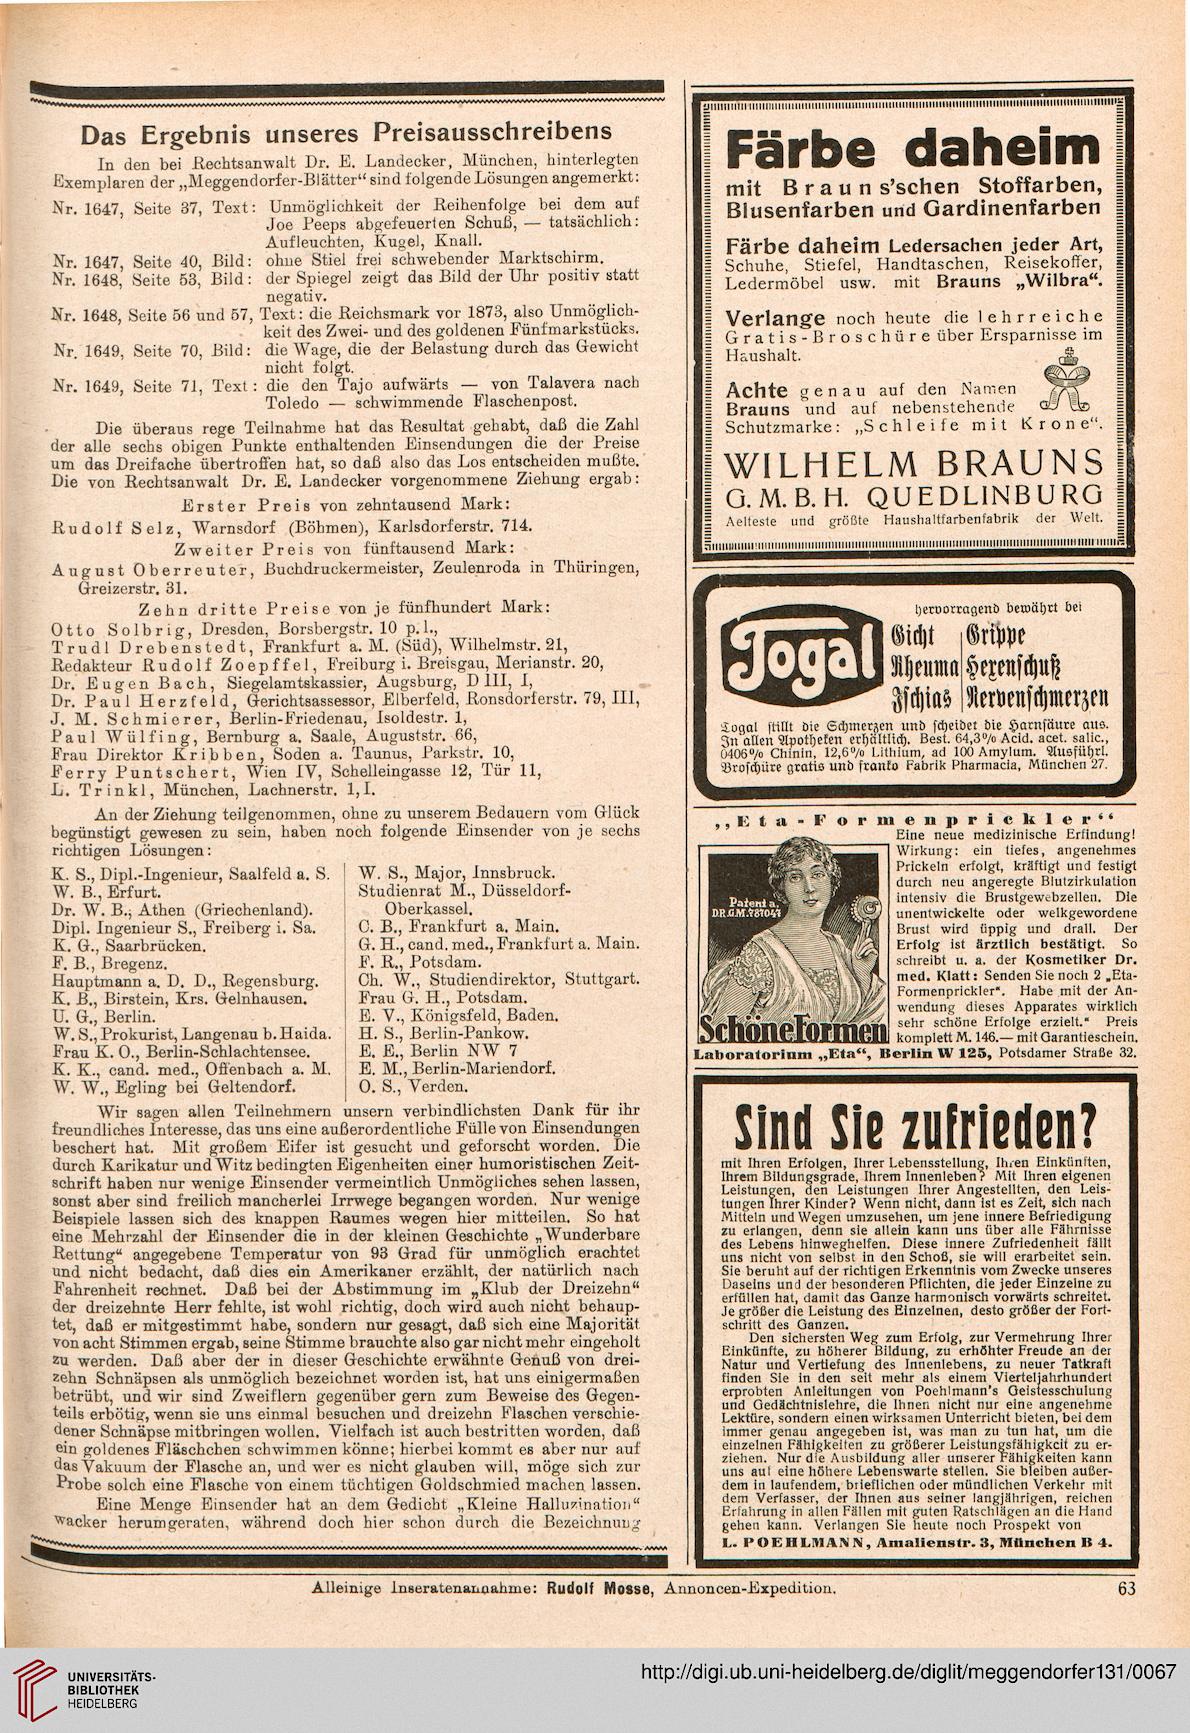 Das Ergebnis unseres Preisausschreibens
In den bei Rechtsanwalt Dr. E. Landecker, München, hinterlegten
Exemplaren der „Meggendorfer-Blätter“ sind folgende Lösungen angemerkt:
Nr. 1647, Seite 37, Text: Unmöglichkeit der Reihenfolge bei dem auf
Joe Peeps abgefeuerten Schuß, — tatsächlich:
Aufleuchten, Kugel, Knall.
Nr. 1647, Seite 40, Bild: ohne Stiel frei schwebender Marktschirm.
Nr. 1648, Seite 53, Bild: der Spiegel zeigt das Bild der Uhr positiv statt
negativ.
Nr. 1648, Seite 56 und 57, Text: die Reichsmark vor 1873, also Unmöglich-
keit des Zwei- und des goldenen Fünfmarkstücks.
Nr. 1649, Seite 70, Bild: die Wage, die der Belastung durch das Gewicht
nicht folgt.
Nr. 1649, Seite 71, Text: die den Tajo aufwärts — von Talavera nach
Toledo — schwimmende Flaschenpost.
Die überaus rege Teilnahme hat das Resultat gehabt, daß die Zahl
der alle sechs obigen Punkte enthaltenden Einsendungen die der Preise
um das Dreifache übertroffen hat, so daß also das Los entscheiden mußte.
Die von Rechtsanwalt Dr. E. Landecker vorgenommene Ziehung ergab:
Erster Preis von zehntausend Mark:
Rudolf Selz, Warnsdorf (Böhmen), Karlsdorferstr. 714.
Zweiter Preis von fünftausend Mark:
August Oberreuter, Buchdruckermeister, Zeulenroda in Thüringen,
Greizerstr. 31.
Zehn dritte Preise von je fünfhundert Mark:
Otto Solbrig, Dresden, Borsbergstr. 10 p.l.,
Trudl Drebenstedt, Frankfurt a. M. (Süd), Wilhelmstr. 21,
Redakteur Rudolf Zoepffel, Freiburg i. Breisgau, Merianstr. 20,
Dr. Eugen Bach, Siegelamtskassier, Augsburg, D III, I,
Dr. Paul Herzfeld, Gerichtsassessor, Elberfeld, Ronsdorferstr. 79, III,
J. M. Schmierer, Berlin-Friedenau, Isoldestr. 1,
Paul Wülfing, Bernburg a. Saale, Auguststr. 66,
Frau Direktor Kribben, Soden a. Taunus, Parkstr. 10,
Ferry Puntschert, Wien IV, Schelleingasse 12, Tür 11,
L. Trinkl, München, Lachnerstr. 1, I.
An der Ziehung teilgenommen, ohne zu unserem Bedauern vom Glück
begünstigt gewesen zu sein, haben noch folgende Einsender von je sechs
richtigen Lösungen:
K. S., Dipl.-Ingenieur, Saalfeld a. S.
W. B., Erfurt.
Dr. W. B., Athen (Griechenland).
Dipl. Ingenieur S., Freiberg i. Sa.
K. G., Saarbrücken.
F. B., Bregenz.
Hauptmann a. D. D., Regensburg.
K. B., Birstein, Krs. Gelnhausen.
U. G., Berlin.
W. S., Prokurist, Langenau b. Haida.
Frau K. O., Berlin-Schlachtensee.
K. K., cand. med., Offenbach a. M.
W. W., Egling bei Geltendorf.
W. S., Major, Innsbruck.
Studienrat M., Düsseldorf-
Oberkassel.
C. B., Frankfurt a. Main.
G. H., cand. med., Frankfurt a. Main.
F. R., Potsdam.
Ch. W., Studiendirektor, Stuttgart.
Frau G. H., Potsdam.
E. V., Königsfeld, Baden.
H. S., Berlin-Pankow.
E. E., Berlin NW 7
E. M., Berlin-Mariendorf.
O. S., Verden.
Wir sagen allen Teilnehmern unsern verbindlichsten Dank für ihr
freundliches Interesse, das uns eine außerordentliche Fülle von Einsendungen
beschert hat. Mit großem Eifer ist gesucht und geforscht worden. Die
durch Karikatur und Witz bedingten Eigenheiten einer humoristischen Zeit-
schrift haben nur wenige Einsender vermeintlich Unmögliches sehen lassen,
sonst aber sind freilich mancherlei Irrwege begangen worden. Nur wenige
Beispiele lassen sich des knappen Raumes wegen hier mitteilen. So hat
eine Mehrzahl der Einsender die in der kleinen Geschichte „Wunderbare
Rettung“ angegebene Temperatur von 93 Grad für unmöglich erachtet
und nicht bedacht, daß dies ein Amerikaner erzählt, der natürlich nach
Fahrenheit rechnet. Daß bei der Abstimmung im „Klub der Dreizehn“
der dreizehnte Herr fehlte, ist wohl richtig, doch wird auch nicht behaup-
tet, daß er mitgestimmt habe, sondern nur gesagt, daß sich eine Majorität
von acht Stimmen ergab, seine Stimme brauchte also gar nicht mehr eingeholt
zu werden. Daß aber der in dieser Geschichte erwähnte Genuß von drei-
zehn Schnäpsen als unmöglich bezeichnet worden ist, hat uns einigermaßen
betrübt, und wir sind Zweiflern gegenüber gern zum Beweise des Gegen-
teils erbötig, wenn sie uns einmal besuchen und dreizehn Flaschen verschie-
dener Schnäpse mitbringen wollen. Vielfach ist auch bestritten worden, daß
ein goldenes Fläschchen schwimmen könne; hierbei kommt es aber nur auf
das Vakuum der Flasche an, und wer es nicht glauben will, möge sich zur
Probe solch eine Flasche von einem tüchtigen Goldschmied machen lassen.
Eine Menge Einsender hat an dem Gedicht „Kleine Halluzination“
wacker herumgeraten, während doch hier schon durch die Bezeichnung
Färbe daheim
mit Brauns'schen Stoffarben,
Blusenfarben und Gardinenfarben
Färbe daheim Ledersachen jeder Art,
Schuhe, Stiefel, Handtaschen, Reisekoffer,
Ledermöbel usw. mit Brauns „Wilbra“.
Verlange noch heute die lehrreiche
Gratis-Broschüre über Ersparnisse im
Haushalt.
Achte genau auf den Namen
Brauns und auf nebenstehende
Schutzmarke: „Schleife mit Krone“.
WILHELM BRAUNS
G. M. B. H. QUEDLINBURG
Aelteste und größte Haushaltfarbenfabrik der Welt.
Togal
hervorragend bewährt bei
Gicht Grippe
Rheuma Hexenschuß
Ischias Nervenschmerzen
Togal stillt die Schmerzen und scheidet die Harnsäure aus.
In allen Apotheken erhältlich. Best. 64,3% Acid. acet. salic.,
0406% Chinin, 12,6% Lithium, ad 100 Amylum. Ausführl.
Broschüre gratis und franko Fabrik Pharmacia, München 27.
„Eta-Formenprickler“
Patent a.
D.R.G.M. 781047
Schöne Formen
Eine neue medizinische Erfindung!
Wirkung: ein tiefes, angenehmes
Prickeln erfolgt, kräftigt und festigt
durch neu angeregte Blutzirkulation
intensiv die Brustgewebzellen. Die
unentwickelte oder welkgewordene
Brust wird üppig und drall. Der
Erfolg ist ärztlich bestätigt. So
schreibt u. a. der Kosmetiker Dr.
med. Klatt: Senden Sie noch 2 „Eta-
Formenprickler“. Habe mit der An-
wendung dieses Apparates wirklich
sehr schöne Erfolge erzielt.“ Preis
komplett M. 146.— mit Garantieschein.
Laboratorium „Eta“, Berlin W 125, Potsdamer Straße 32.
Sind Sie zufrieden?
mit Ihren Erfolgen, Ihrer Lebensstellung, Ihren Einkünften,
Ihrem Bildungsgrade, Ihrem Innenleben? Mit Ihren eigenen
Leistungen, den Leistungen Ihrer Angestellten, den Leis-
tungen Ihrer Kinder? Wenn nicht, dann ist es Zeit, sich nach
Mitteln und Wegen umzusehen, um jene innere Befriedigung
zu erlangen, denn sie allein kann uns über alle Fährnisse
des Lebens hinweghelfen. Diese innere Zufriedenheit fällt
uns nicht von selbst in den Schoß, sie will erarbeitet sein.
Sie beruht auf der richtigen Erkenntnis vom Zwecke unseres
Daseins und der besonderen Pflichten, die jeder Einzelne zu
erfüllen hat, damit das Ganze harmonisch vorwärts schreitet.
Je größer die Leistung des Einzelnen, desto größer der Fort-
schritt des Ganzen.
Den sichersten Weg zum Erfolg, zur Vermehrung Ihrer
Einkünfte, zu höherer Bildung, zu erhöhter Freude an der
Natur und Vertiefung des Innenlebens, zu neuer Tatkraft
finden Sie in den seit mehr als einem Vierteljahrhundert
erprobten Anleitungen von Poehlmann's Geistesschulung
und Gedächtnislehre, die Ihnen nicht nur eine angenehme
Lektüre, sondern einen wirksamen Unterricht bieten, bei dem
immer genau angegeben ist, was man zu tun hat, um die
einzelnen Fähigkeiten zu größerer Leistungsfähigkeit zu er-
ziehen. Nur die Ausbildung aller unserer Fähigkeiten kann
uns auf eine höhere Lebenswarte stellen. Sie bleiben außer-
dem in laufendem, brieflichen oder mündlichen Verkehr mit
dem Verfasser, der Ihnen aus seiner langjährigen, reichen
Erfahrung in allen Fällen mit guten Ratschlägen an die Hand
gehen kann. Verlangen Sie heute noch Prospekt von
L. POEHLMANN, Amalienstr. 3, München B 4.
Alleinige Inseratenannahme: Rudolf Mosse, Annoncen-Expedition.
63
UNIVERSITÄTS-
BIBLIOTHEK
HEIDELBERG
http://digi.ub.uni-heidelberg.de/diglit/meggendorfer131/0067